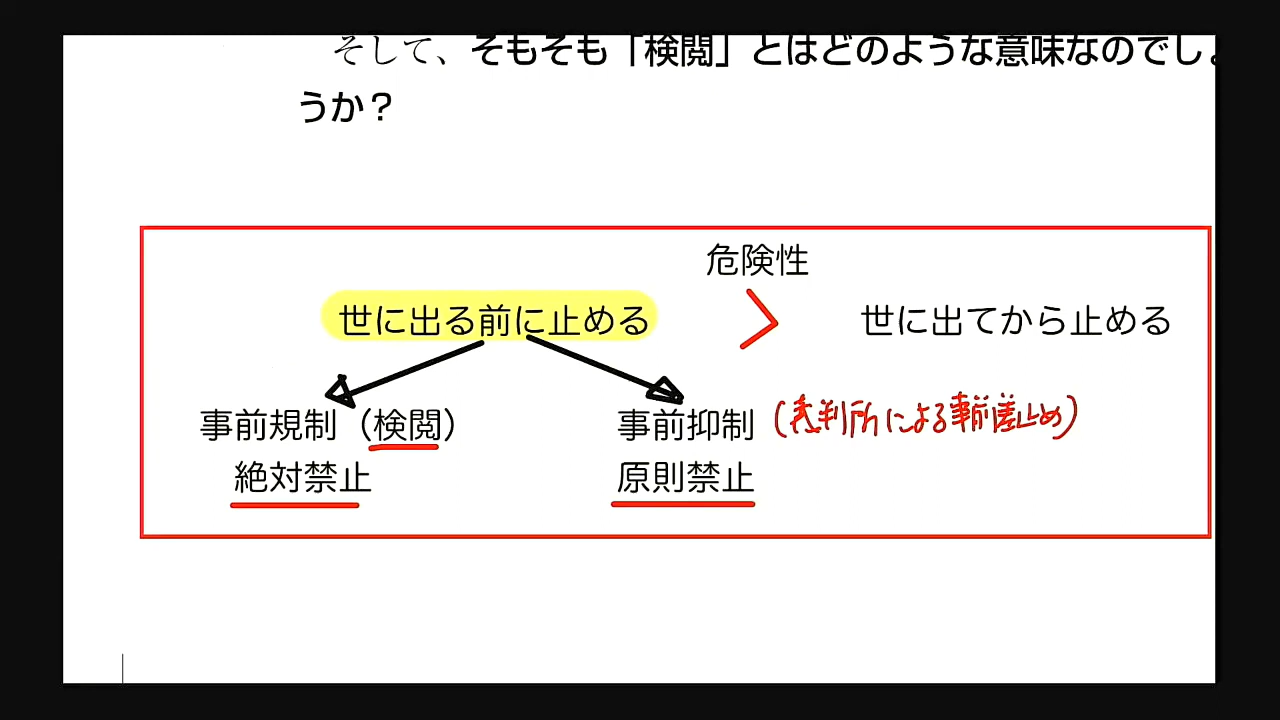 そして、そもそも「検閲」とはどのような意味なのでしょ
うか？
危険性
世に出る前に止める ＞ 世に出てから止める
事前規制（検閲） 事前抑制（裁判所による事前差止め）
絶対禁止 原則禁止